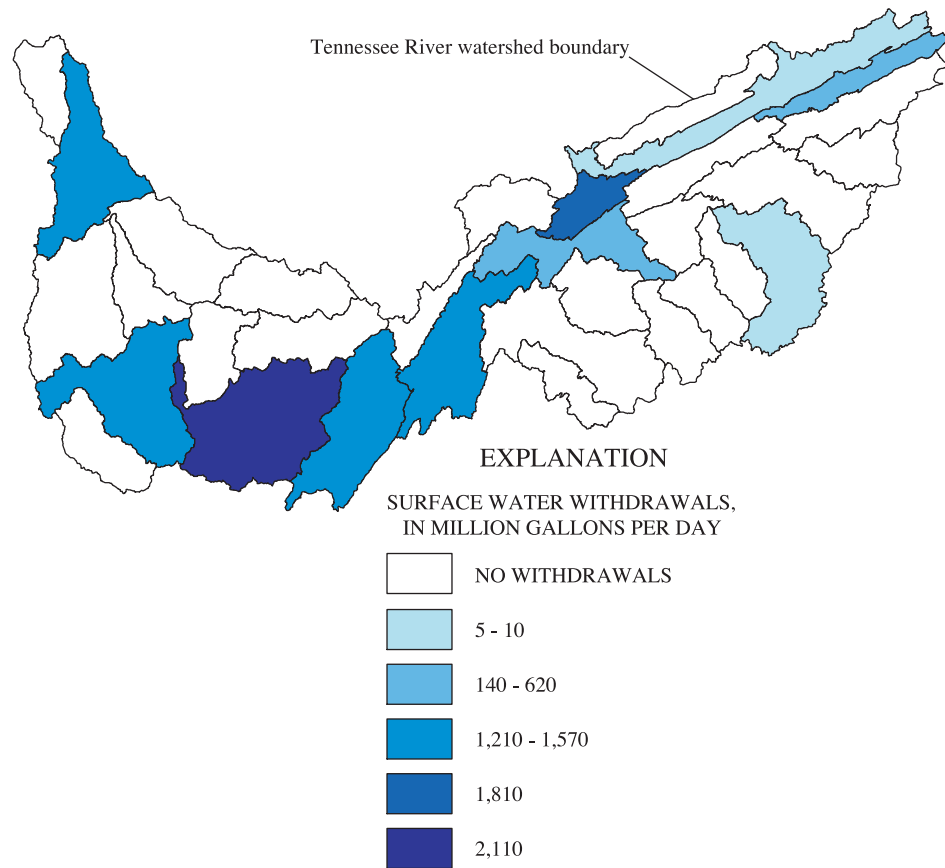 Tennessee River watershed boundary
EXPLANATION
SURFACE WATER WITHDRAWALS,
IN MILLION GALLONS PER DAY
NO WITHDRAWALS
5 - 10
140 - 620
1,210 - 1,570
1,810
2,110